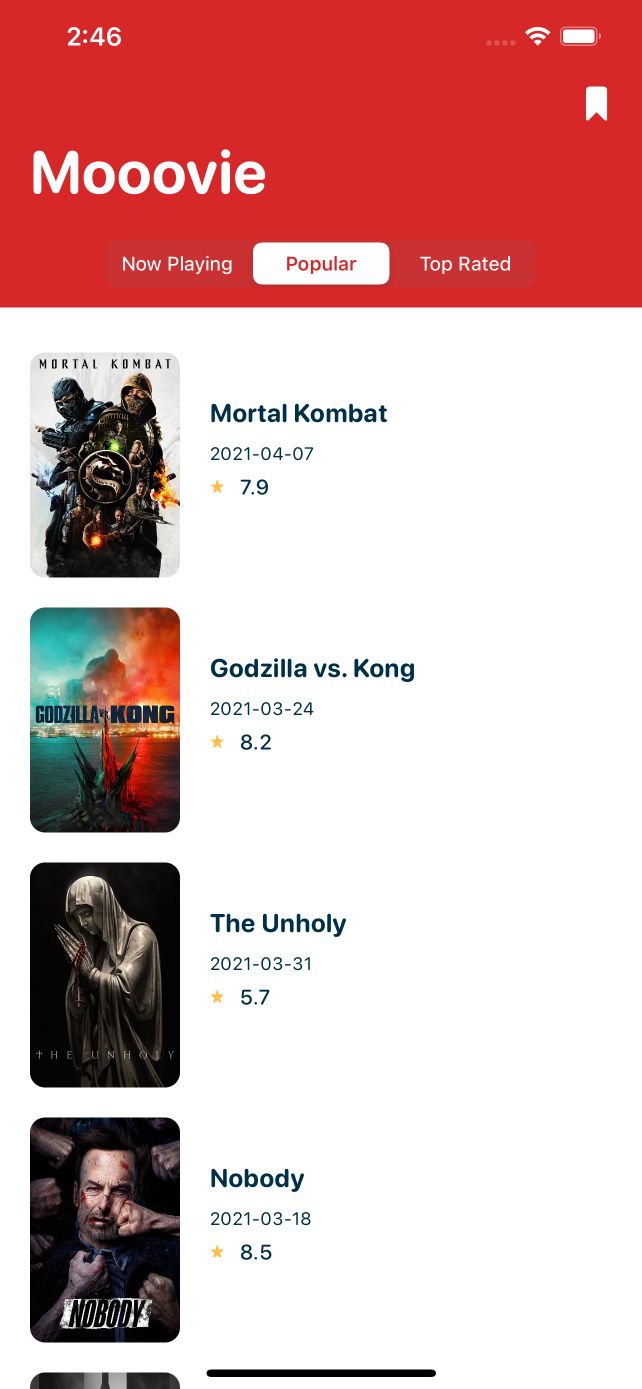 2:46
Mooovie
Now Playing
Popular
Top Rated
MORTAL KOMBAT
Mortal Kombat
2021-04-07
7.9
GODZILLA VS KONG
Godzilla vs. Kong
2021-03-24
8.2
THE UNHOLY
The Unholy
2021-03-31
5.7
NOBODY
Nobody
2021-03-18
8.5